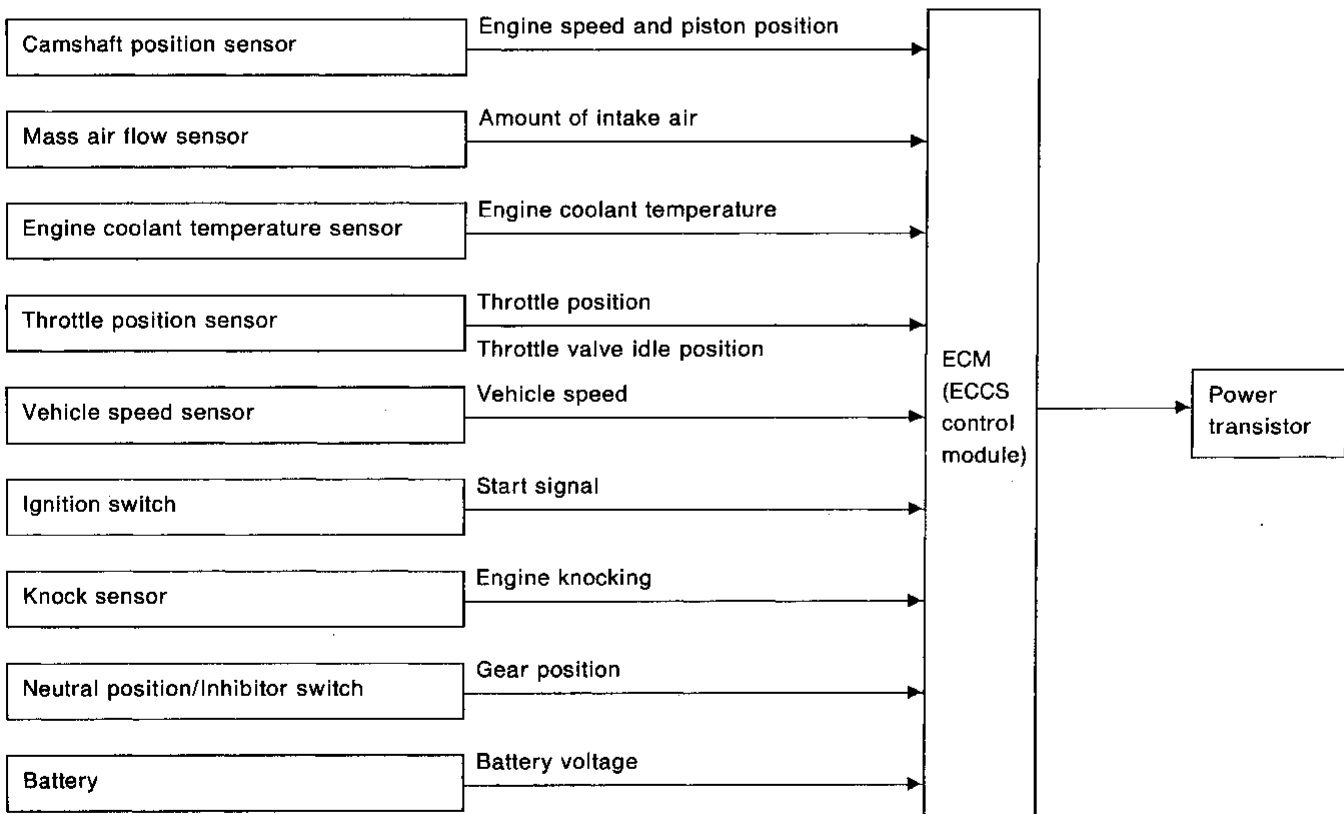 Camshaft position sensor
Engine speed and piston position
Mass air flow sensor
Amount of intake air
Engine coolant temperature sensor
Engine coolant temperature
Throttle position sensor
Throttle position
Throttle valve idle position
Vehicle speed sensor
Vehicle speed
Ignition switch
Start signal
Knock sensor
Engine knocking
Neutral position/Inhibitor switch
Gear position
Battery
Battery voltage
ECM
(ECCS
control
module)
Power
transistor